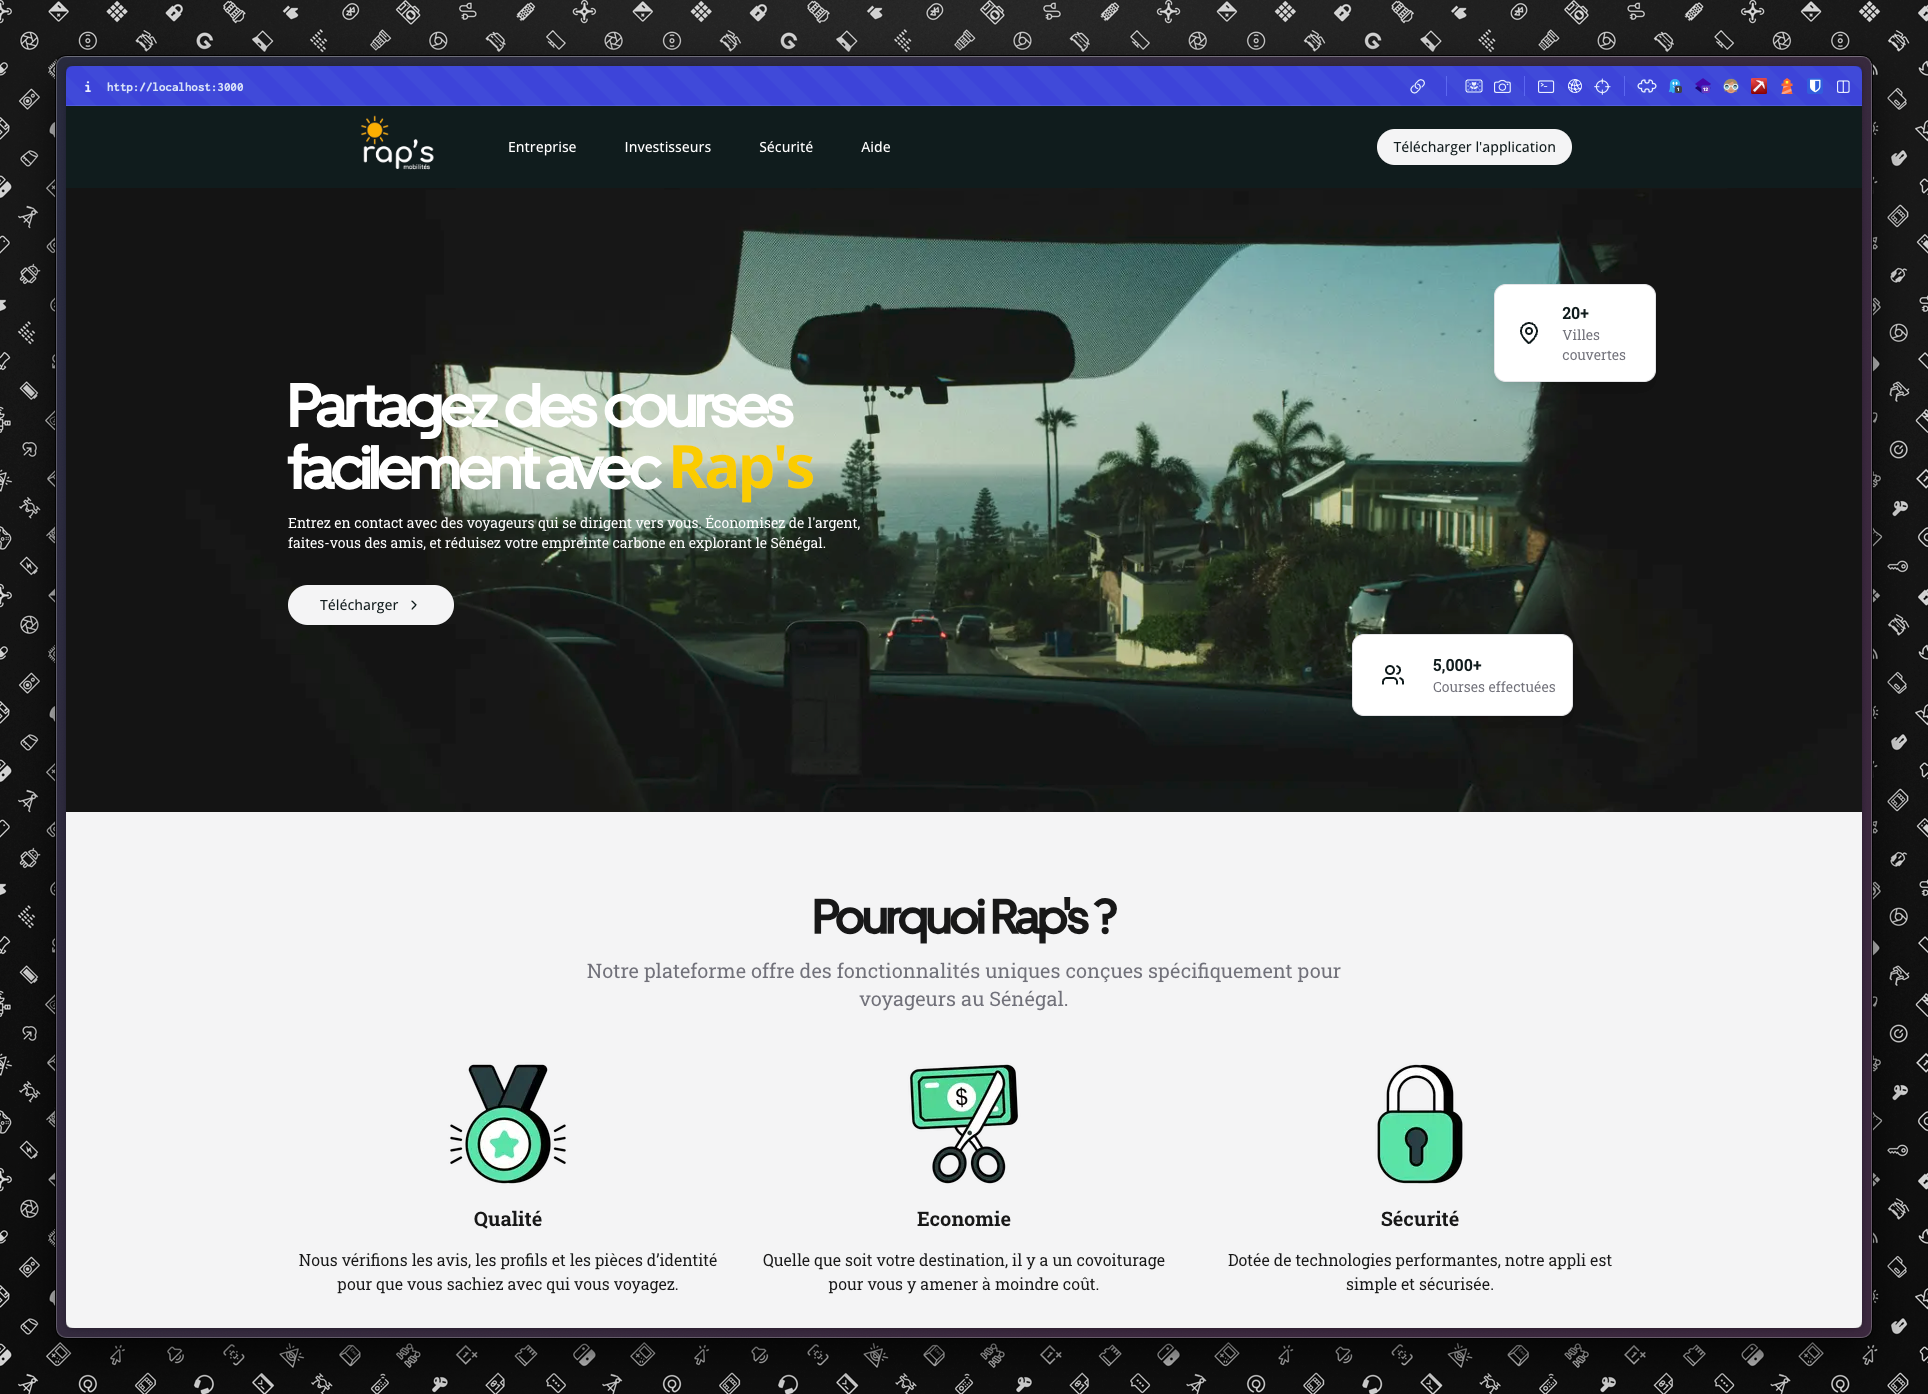 http://localhost:3000
rap's
mobilités
Entreprise
Investisseurs
Sécurité
Aide
Télécharger l'application
20+
Villes
couvertes
Partagez des courses
facilement avec Rap's
Entrez en contact avec des voyageurs qui se dirigent vers vous. Économisez de l'argent,
faites-vous des amis, et réduisez votre empreinte carbone en explorant le Sénégal.
Télécharger
5,000+
Courses effectuées
Pourquoi Rap's ?
Notre plateforme offre des fonctionnalités uniques conçues spécifiquement pour
voyageurs au Sénégal.
$
Qualité
Nous vérifions les avis, les profils et les pièces d’identité
pour que vous sachiez avec qui vous voyagez.
Economie
Quelle que soit votre destination, il y a un covoiturage
pour vous y amener à moindre coût.
Sécurité
Dotée de technologies performantes, notre appli est
simple et sécurisée.